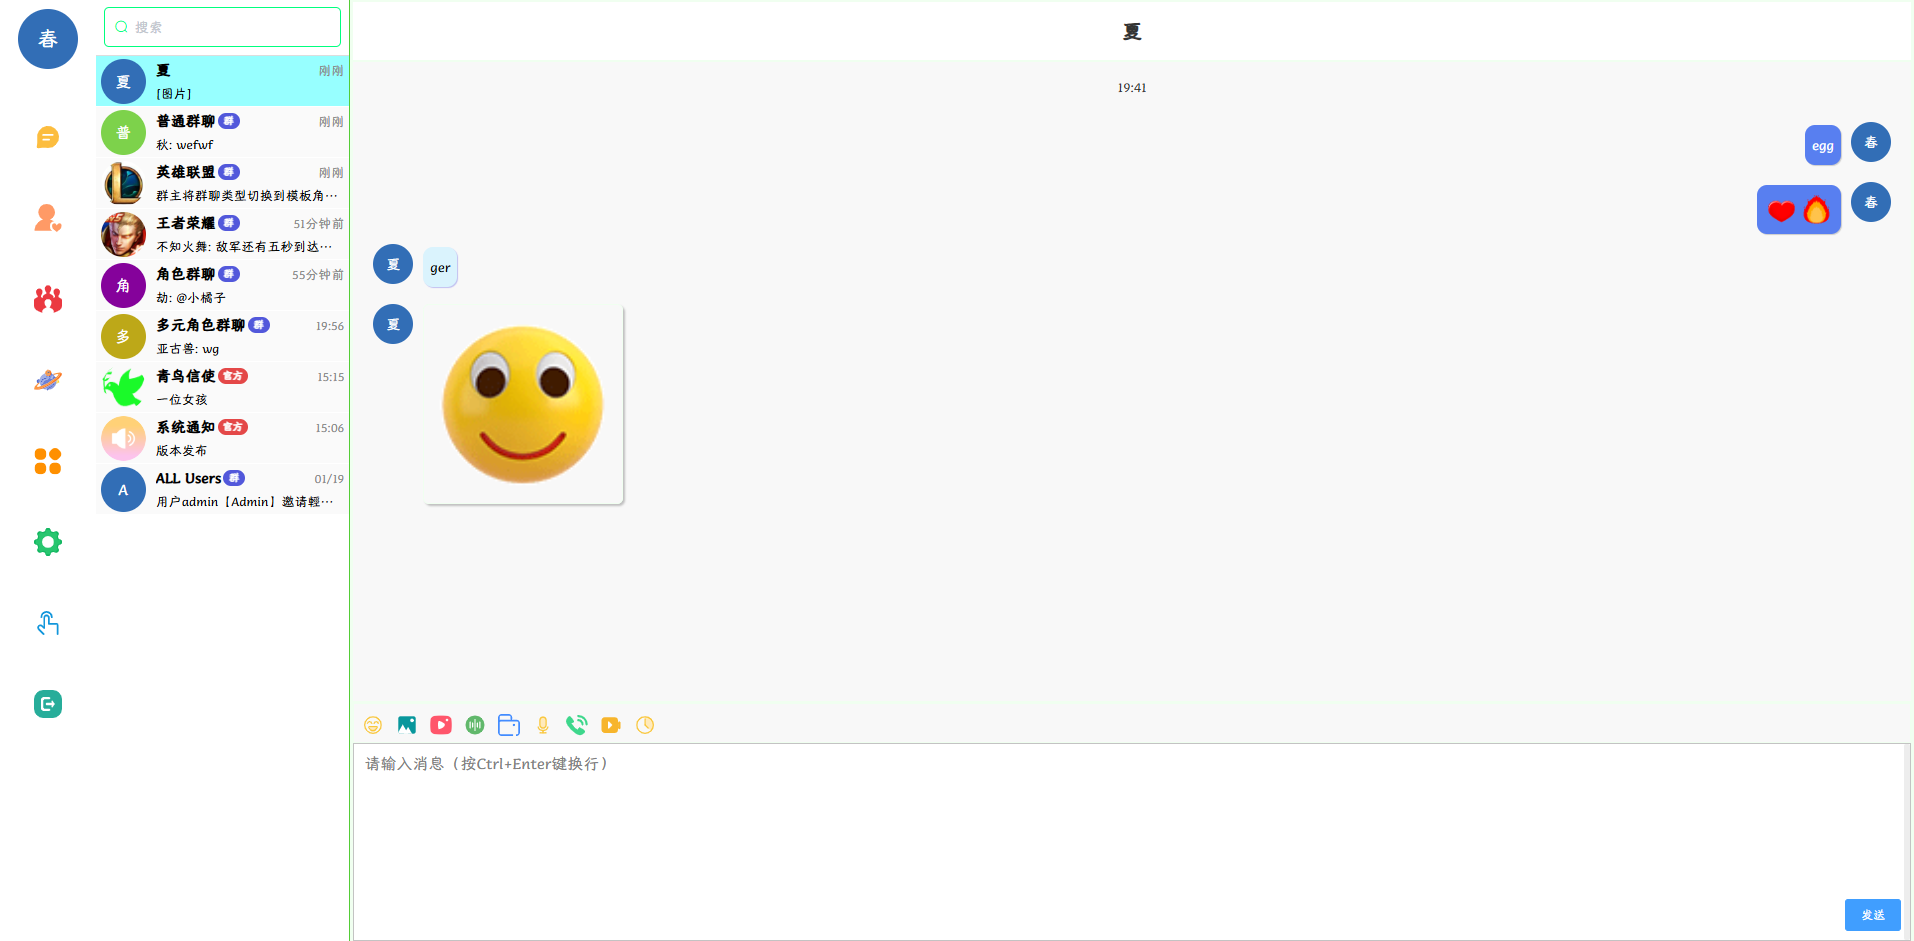 春
搜索
夏
夏
刚刚
[图片]
普
普通群聊
群
刚刚
秋: wefwf
英雄联盟
群
刚刚
群主将群聊类型切换到模板角…
王者荣耀
群
51分钟前
不知火舞: 敌军还有五秒到达…
角
角色群聊
群
55分钟前
劫: @小橘子
多
多元角色群聊
群
19:56
亚古兽: wg
青鸟信使
官方
15:15
一位女孩
系统通知
官方
15:06
版本发布
A
ALL Users
群
01/19
用户admin【Admin】邀请輕…
夏
19:41
egg
春
春
夏
ger
夏
请输入消息（按Ctrl+Enter键换行）
发送